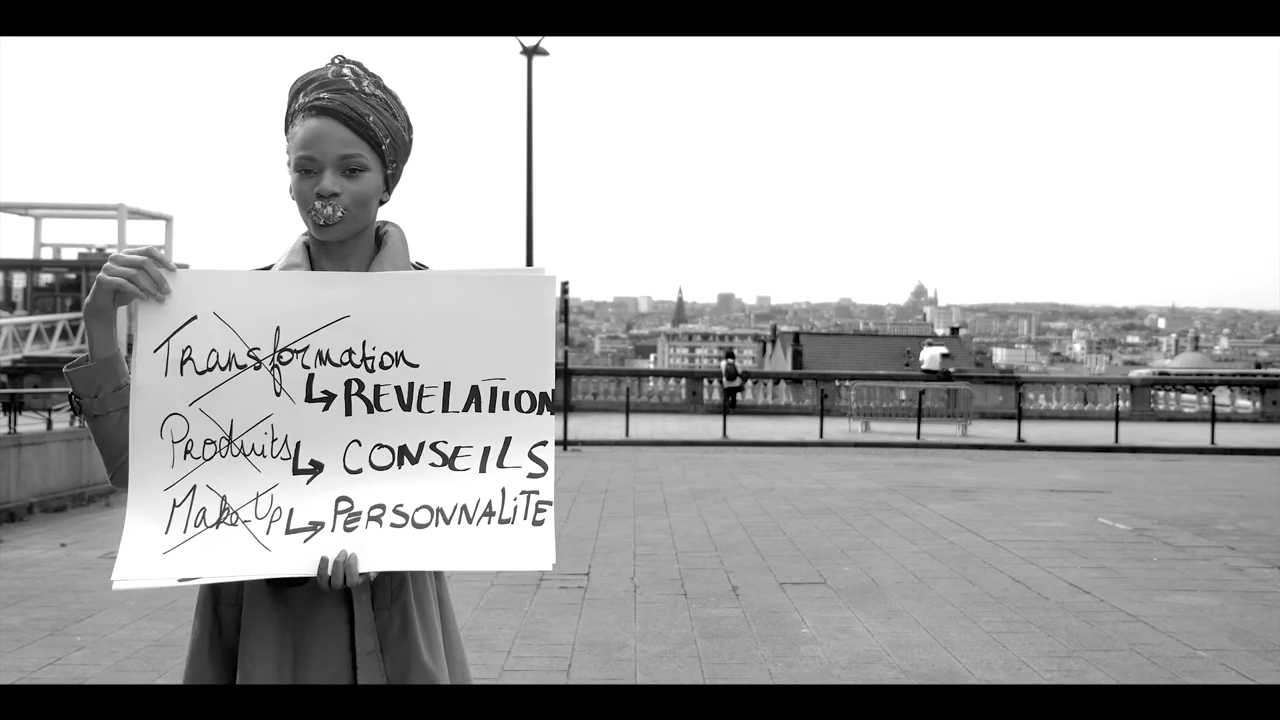 Transformation
↳ REVELATION
Produits ↳ CONSEILS
Make-Up ↳ PERSONNALiTE